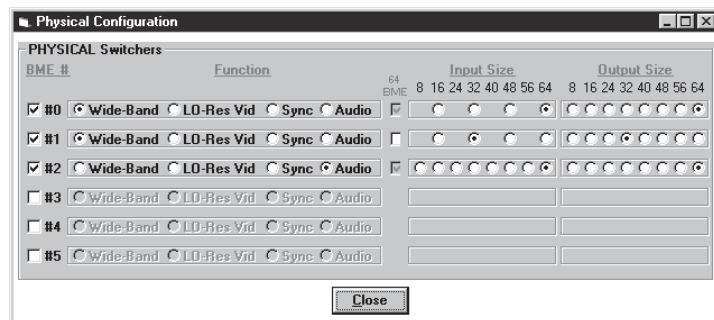 Physical Configuration
PHYSICAL Switchers
BME # Function 64 BME Input Size Output Size
8 16 24 32 40 48 56 64 8 16 24 32 40 48 56 64
#0 Wide-Band LO-Res Vid Sync Audio
#1 Wide-Band LO-Res Vid Sync Audio
#2 Wide-Band LO-Res Vid Sync Audio
#3 Wide-Band LO-Res Vid Sync Audio
#4 Wide-Band LO-Res Vid Sync Audio
#5 Wide-Band LO-Res Vid Sync Audio
Close